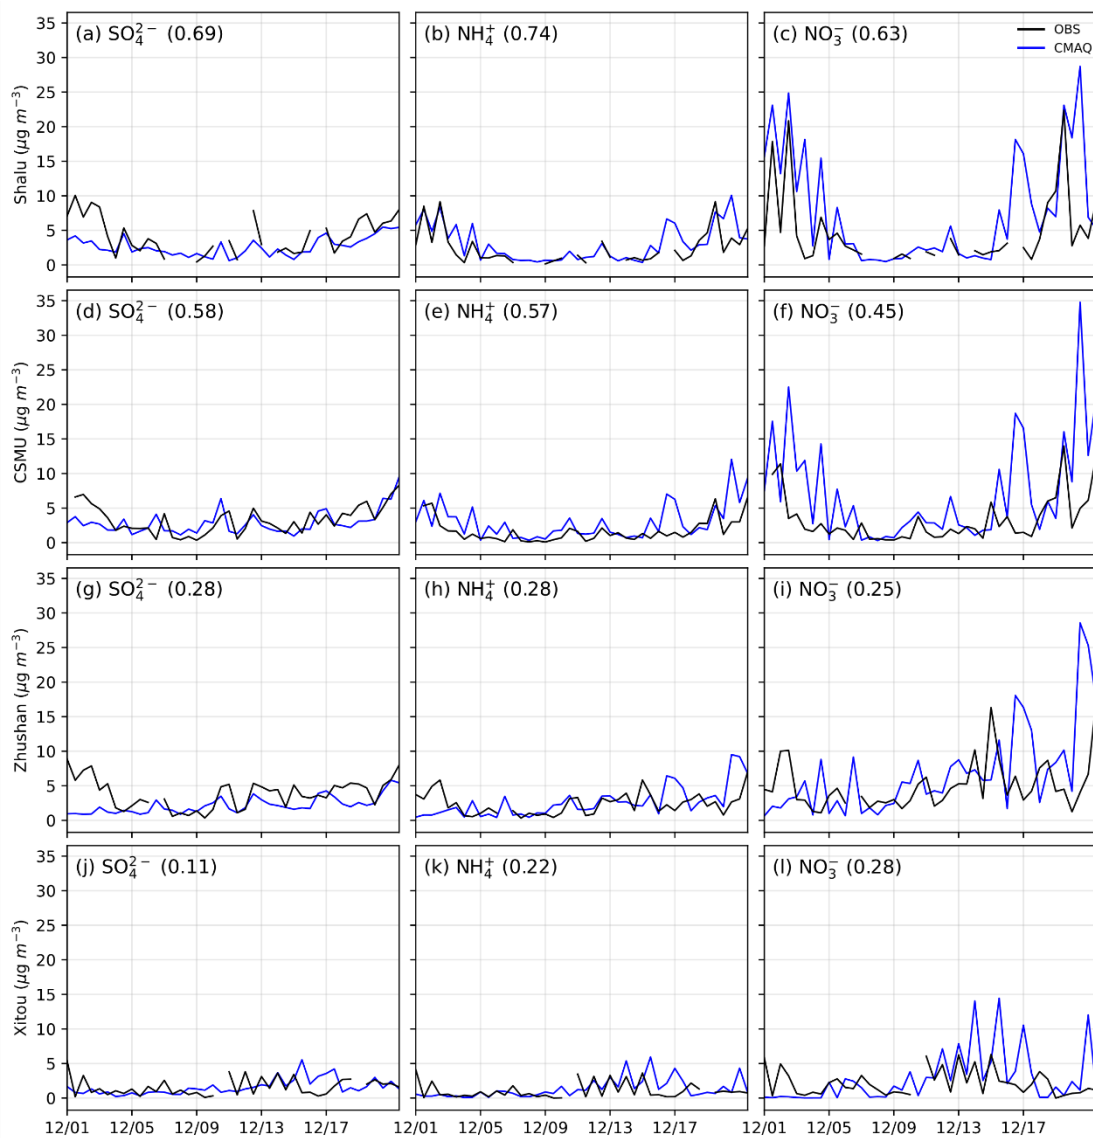 (a) SO₄²⁻ (0.69)
(b) NH₄⁺ (0.74)
(c) NO₃⁻ (0.63)
OBS
CMAQ
35
30
25
20
15
10
5
0
Shalu (μg m⁻³)
(d) SO₄²⁻ (0.58)
(e) NH₄⁺ (0.57)
(f) NO₃⁻ (0.45)
35
30
25
20
15
10
5
0
CSMU (μg m⁻³)
(g) SO₄²⁻ (0.28)
(h) NH₄⁺ (0.28)
(i) NO₃⁻ (0.25)
35
30
25
20
15
10
5
0
Zhushan (μg m⁻³)
(j) SO₄²⁻ (0.11)
(k) NH₄⁺ (0.22)
(l) NO₃⁻ (0.28)
35
30
25
20
15
10
5
0
Xitou (μg m⁻³)
12/01 12/05 12/09 12/13 12/17 12/01 12/05 12/09 12/13 12/17 12/01 12/05 12/09 12/13 12/17